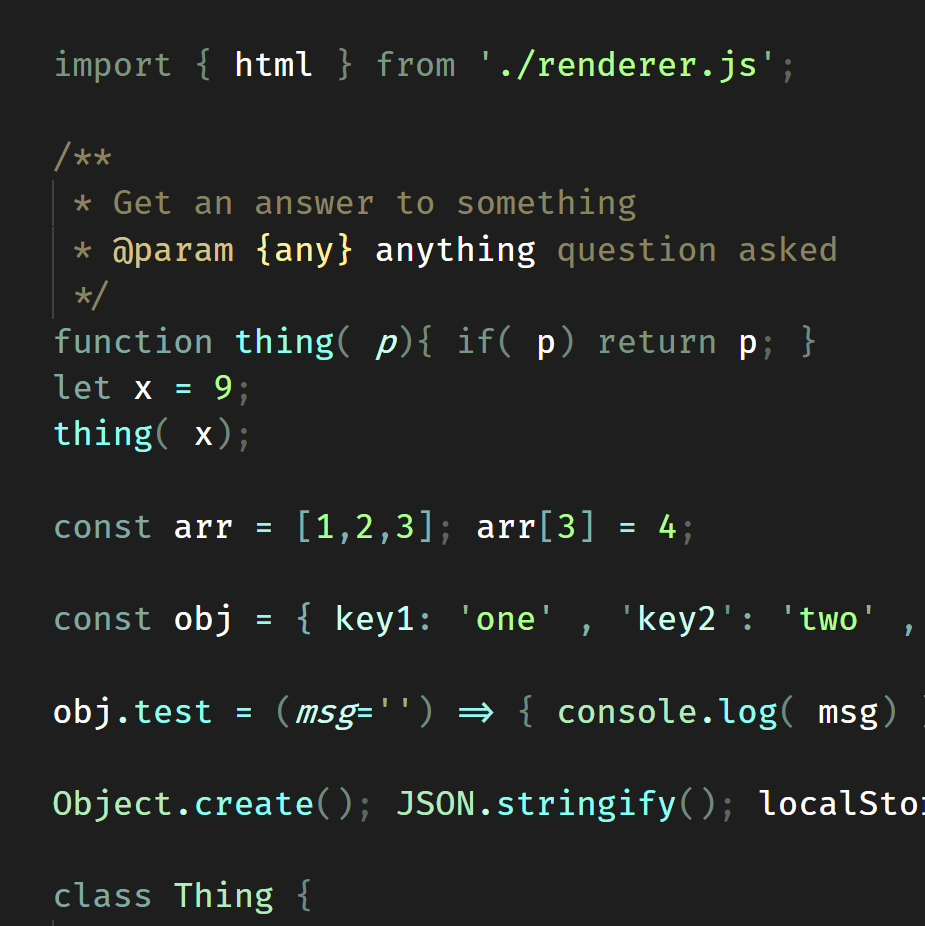 import { html } from './renderer.js';
/**
* Get an answer to something
* @param {any} anything question asked
*/
function thing( p){ if( p) return p; }
let x = 9;
thing( x);
const arr = [1,2,3]; arr[3] = 4;
const obj = { key1: 'one' , 'key2': 'two' ,
obj.test = (msg='') => { console.log( msg) }
Object.create(); JSON.stringify(); localStor
class Thing {